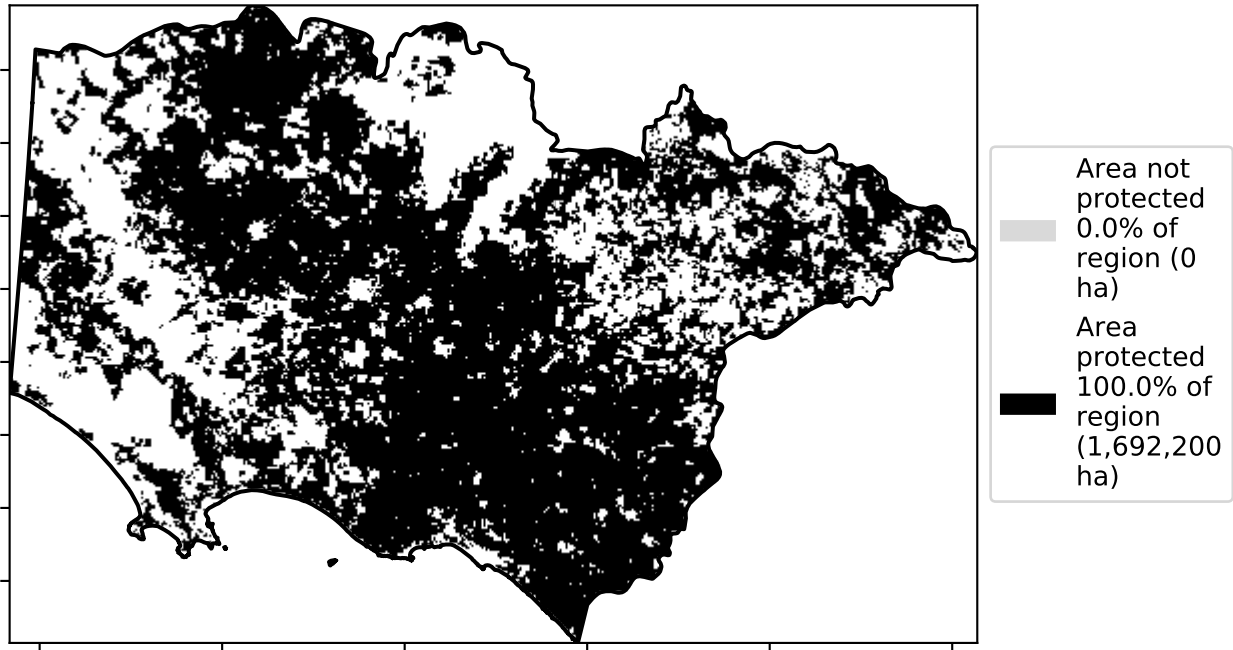 Area not
protected
0.0% of
region (0
ha)
Area
protected
100.0% of
region
(1,692,200
ha)